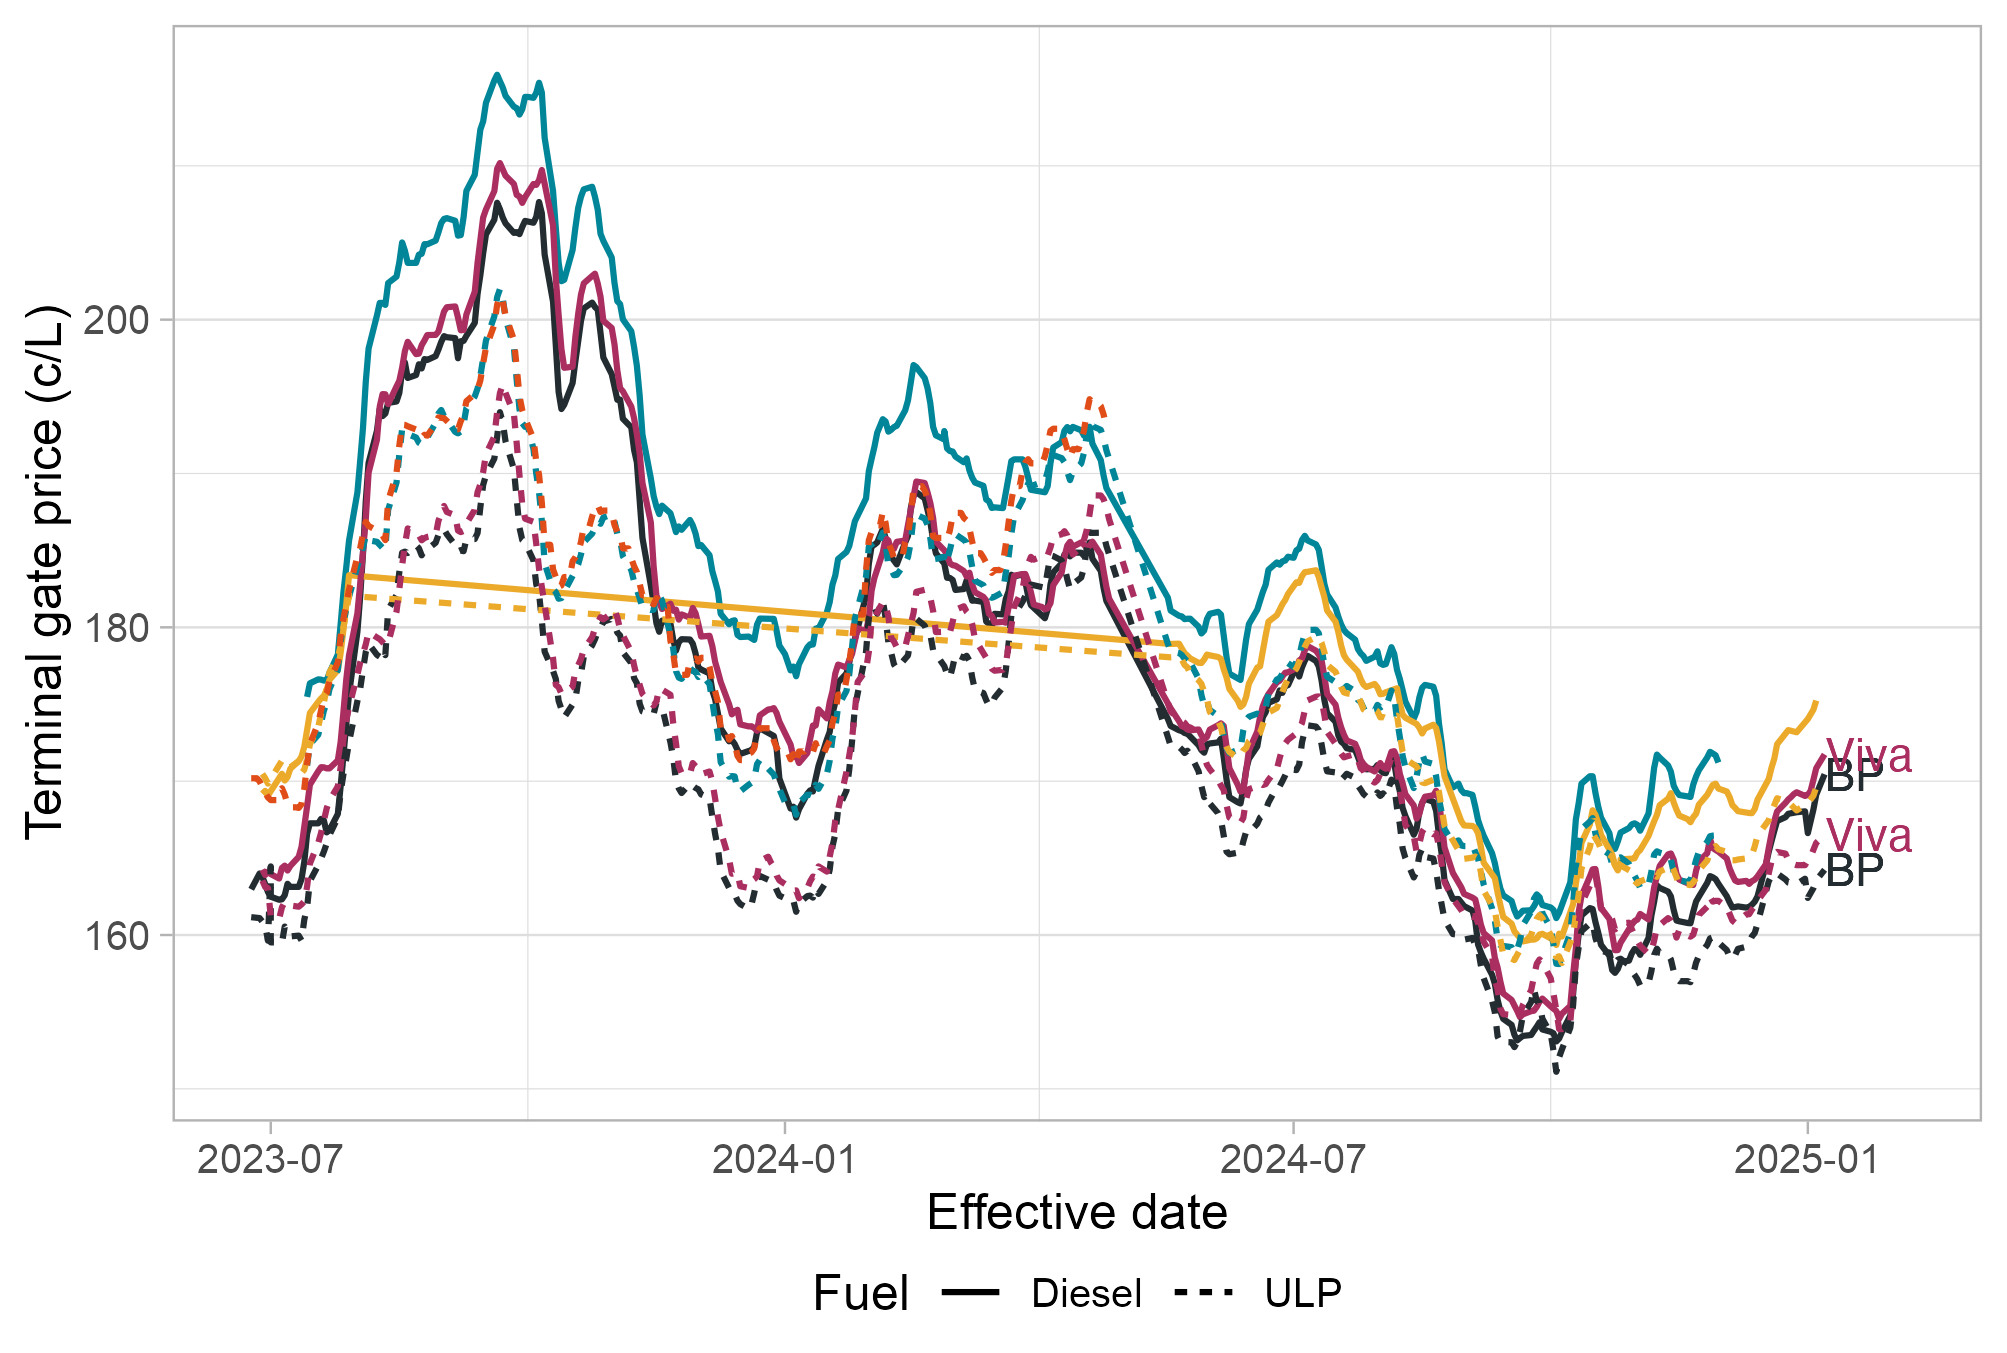 Terminal gate price (c/L)
200
180
160
Viva
BP
Viva
BP
2023-07
2024-01
2024-07
2025-01
Effective date
Fuel
Diesel
ULP